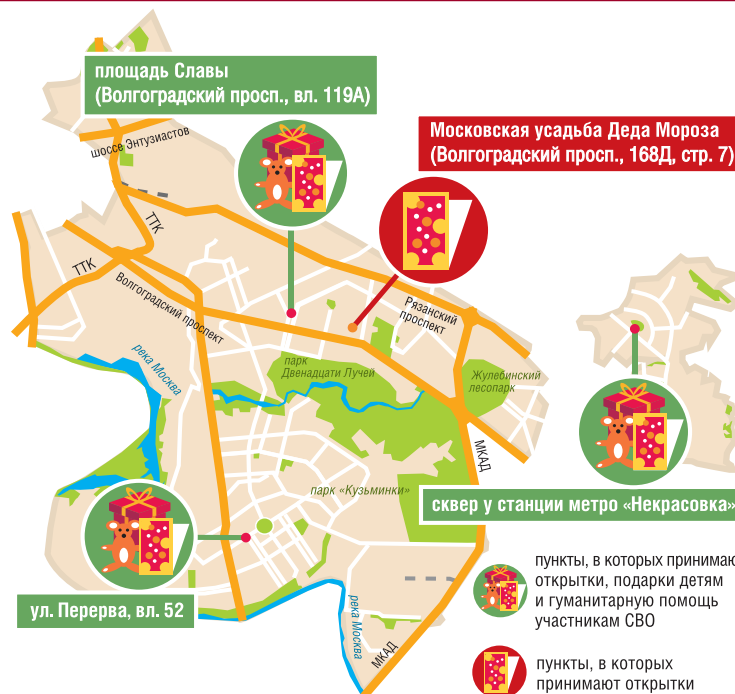 площадь Славы
(Волгоградский просп., вл. 119А)
Московская усадьба Деда Мороза
(Волгоградский просп., 168Д, стр. 7)
шоссе Энтузиастов
ТТК
ТТК
Волгоградский проспект
Рязанский
проспект
река Москва
парк
Двенадцати Лучей
Жулебинский
лесопарк
МКАД
парк «Кузьминки»
сквер у станции метро «Некрасовка»
ул. Перерва, вл. 52
река Москва
МКАД
пункты, в которых принимаю
открытки, подарки детям
и гуманитарную помощь
участникам СВО
пункты, в которых
принимают открытки